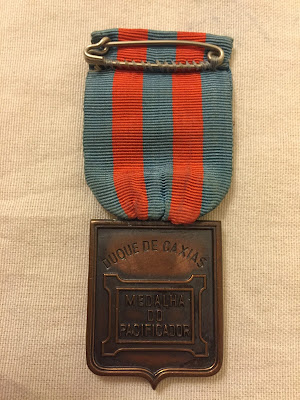 DUQUE DE CAXIAS
MEDALHA
DO
PACIFICADOR